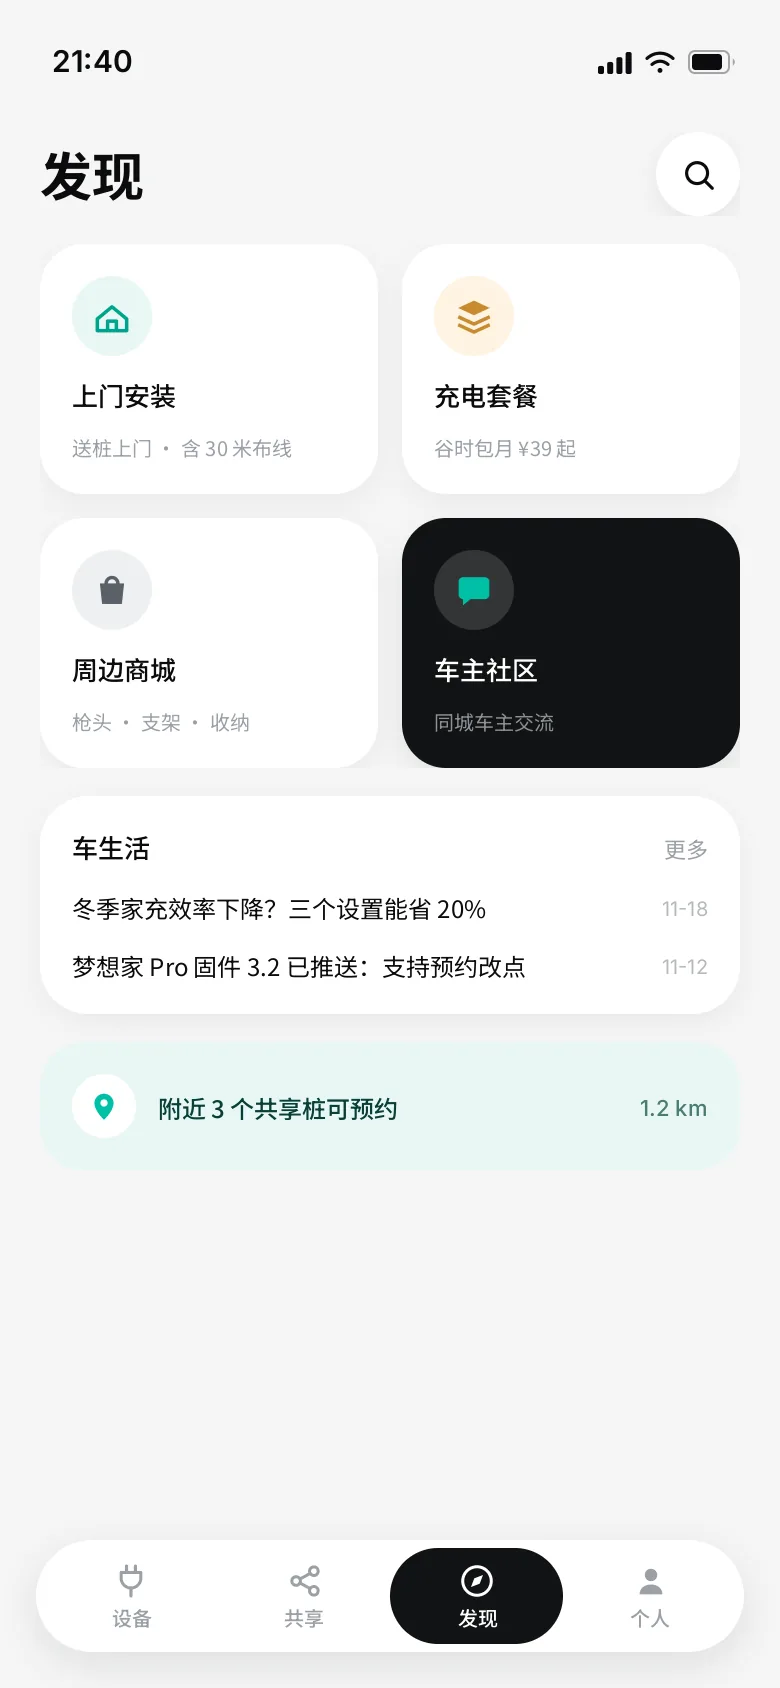 21:40
发现
上门安装
送桩上门 · 含 30 米布线
充电套餐
谷时包月 ¥39 起
周边商城
枪头 · 支架 · 收纳
车主社区
同城车主交流
车生活
更多
冬季家充效率下降？三个设置能省 20%
11-18
梦想家 Pro 固件 3.2 已推送：支持预约改点
11-12
附近 3 个共享桩可预约
1.2 km
设备
共享
发现
个人